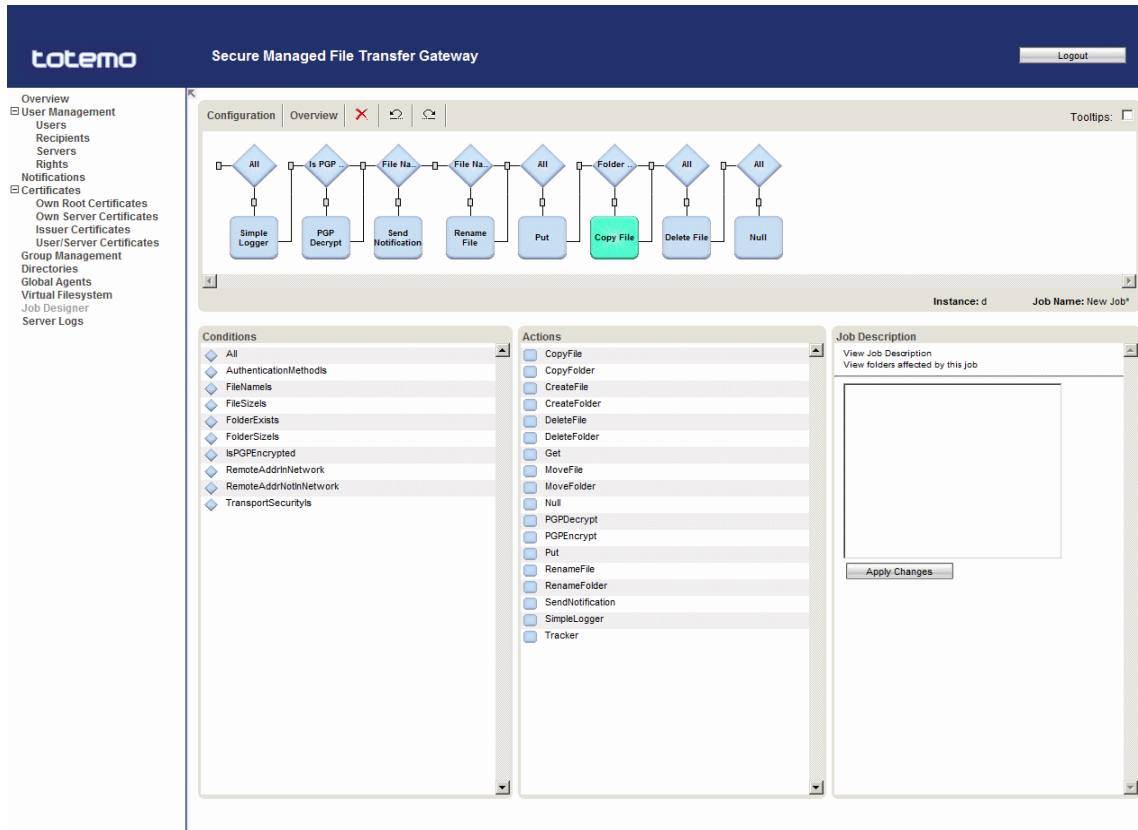 totemo
Secure Managed File Transfer Gateway
Logout
Overview
User Management
Users
Recipients
Servers
Rights
Notifications
Certificates
Own Root Certificates
Own Server Certificates
Issuer Certificates
User/Server Certificates
Group Management
Directories
Global Agents
Virtual Filesystem
Job Designer
Server Logs
Configuration
Overview
Tooltips:
All
Is PGP ...
File Na...
File Na...
All
Folder ...
All
All
Simple
Logger
PGP
Decrypt
Send
Notification
Rename
File
Put
Copy File
Delete File
Null
Instance: d
Job Name: New Job*
Conditions
All
AuthenticationMethodIs
FileNameIs
FileSizeIs
FolderExists
FolderSizeIs
IsPGPEncrypted
RemoteAddrInNetwork
RemoteAddrNotInNetwork
TransportSecurityIs
Actions
CopyFile
CopyFolder
CreateFile
CreateFolder
DeleteFile
DeleteFolder
Get
MoveFile
MoveFolder
Null
PGPDecrypt
PGPEncrypt
Put
RenameFile
RenameFolder
SendNotification
SimpleLogger
Tracker
Job Description
View Job Description
View folders affected by this job
Apply Changes